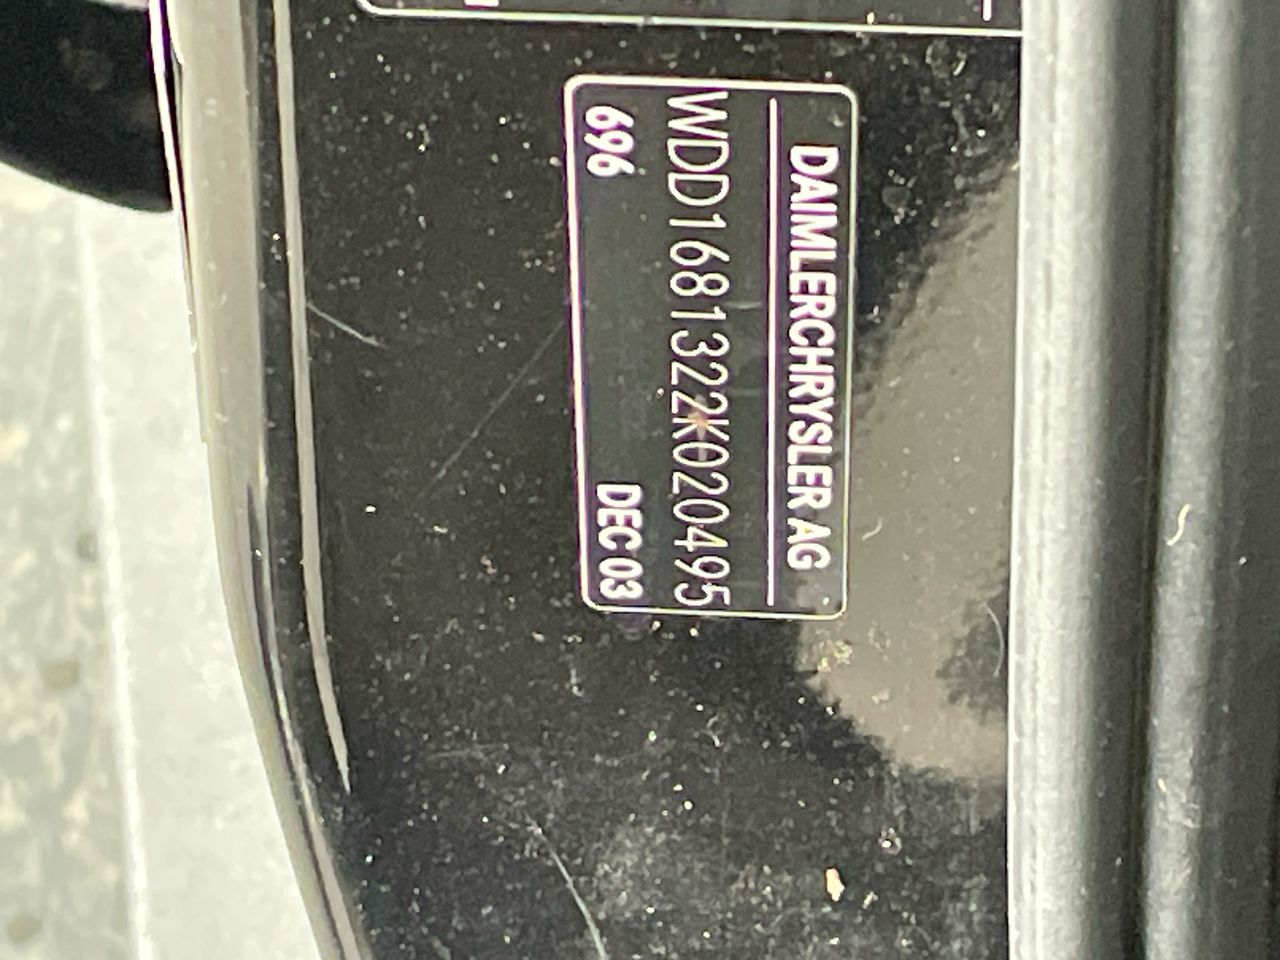 DAIMLERCHRYSLER AG
WDD1681322K020495
696 DEC 03